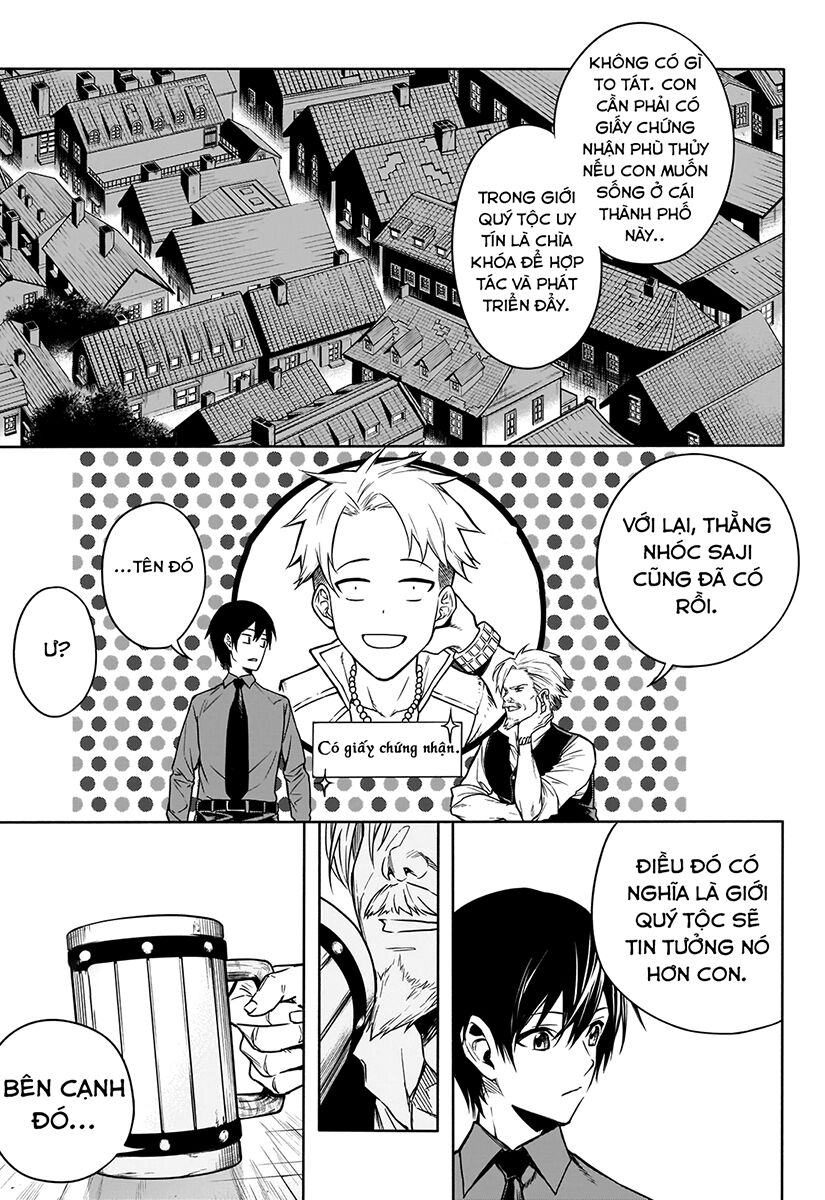 KHÔNG CÓ GÌ
TO TÁT. CON
CẦN PHẢI CÓ
GIẤY CHỨNG
NHẬN PHÙ THỦY
NẾU CON MUỐN
SỐNG Ở CÁI
THÀNH PHỐ
NÀY..
TRONG GIỚI
QUÝ TỘC UY
TÍN LÀ CHÌA
KHÓA ĐỂ HỢP
TÁC VÀ PHÁT
TRIỂN ĐẤY.
VỚI LẠI, THẰNG
NHÓC SAJI
CŨNG ĐÃ CÓ
RỒI.
...TÊN ĐÓ
Ư?
Có giấy chứng nhận.
ĐIỀU ĐÓ CÓ
NGHĨA LÀ GIỚI
QUÝ TỘC SẼ
TIN TƯỞNG NÓ
HƠN CON.
BÊN CẠNH
ĐÓ...